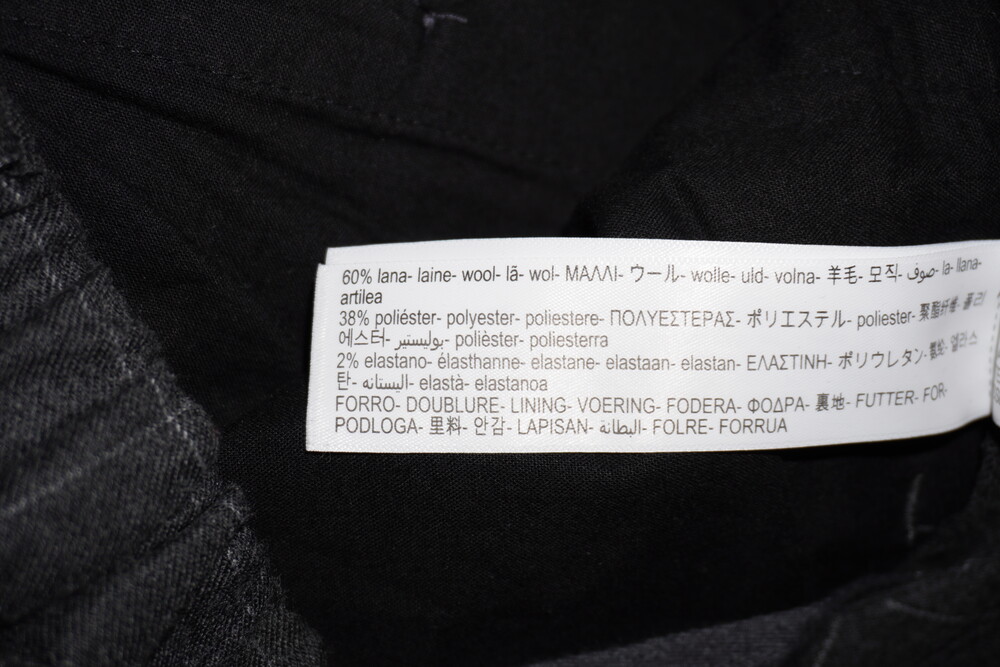 60% lana- laine- wool- lã- wol- ΜΑΛΛΙ- ウール- wolle- uld- volna- 羊毛- 모직- صوف- la- llana-
artilea
38% poliéster- polyester- poliestere- ΠΟΛΥΕΣΤΕΡΑΣ- ポリエステル- poliester- 聚酯纤维- 폴리
에스터- بوليستير- polièster- poliesterra
2% elastano- élasthanne- elastane- elastaan- elastan- ΕΛΑΣΤΙΝΗ- ポリウレタン- 氨纶- 엘라스
탄- اليستانه- elastà- elastanoa
FORRO- DOUBLURE- LINING- VOERING- FODERA- ΦΟΔΡΑ- 裏地- FUTTER- FOR-
PODLOGA- 里料- 안감- LAPISAN- البطانة- FOLRE- FORRUA